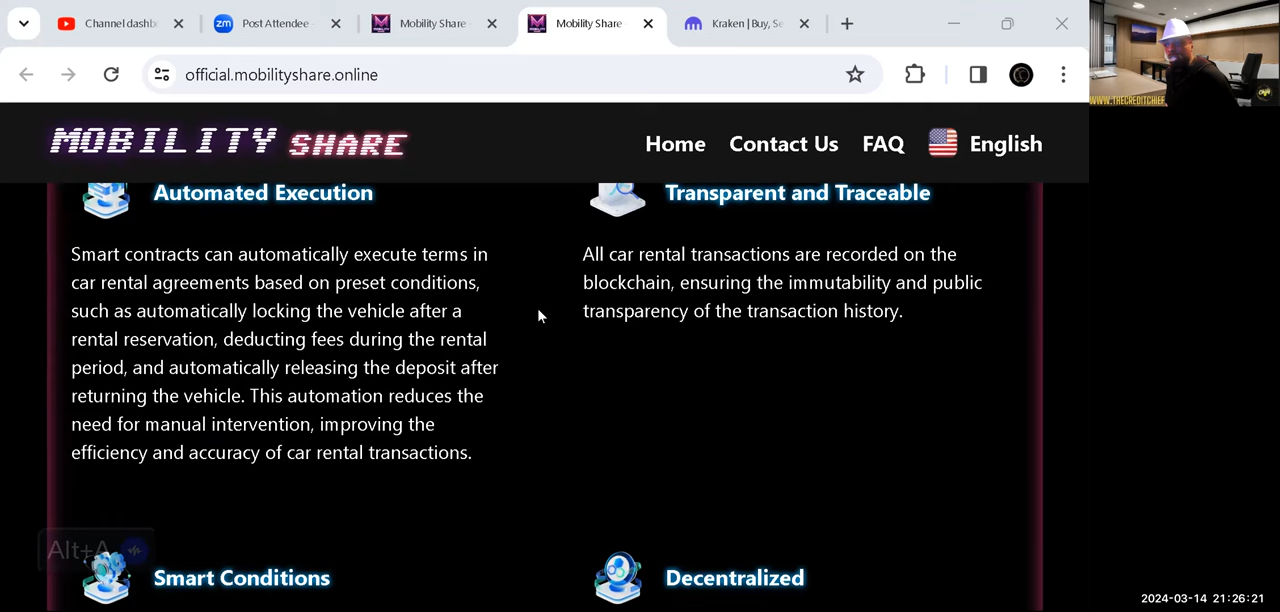 Channel dashb
Post Attendee
Mobility Share
Mobility Share
Kraken | Buy, Se
official.mobilityshare.online
MOBILITY SHARE
Home
Contact Us
FAQ
English
WWW.THECREDITCHIEF
Automated Execution
Smart contracts can automatically execute terms in
car rental agreements based on preset conditions,
such as automatically locking the vehicle after a
rental reservation, deducting fees during the rental
period, and automatically releasing the deposit after
returning the vehicle. This automation reduces the
need for manual intervention, improving the
efficiency and accuracy of car rental transactions.
Transparent and Traceable
All car rental transactions are recorded on the
blockchain, ensuring the immutability and public
transparency of the transaction history.
Alt+A
Smart Conditions
Decentralized
2024-03-14 21:26:21